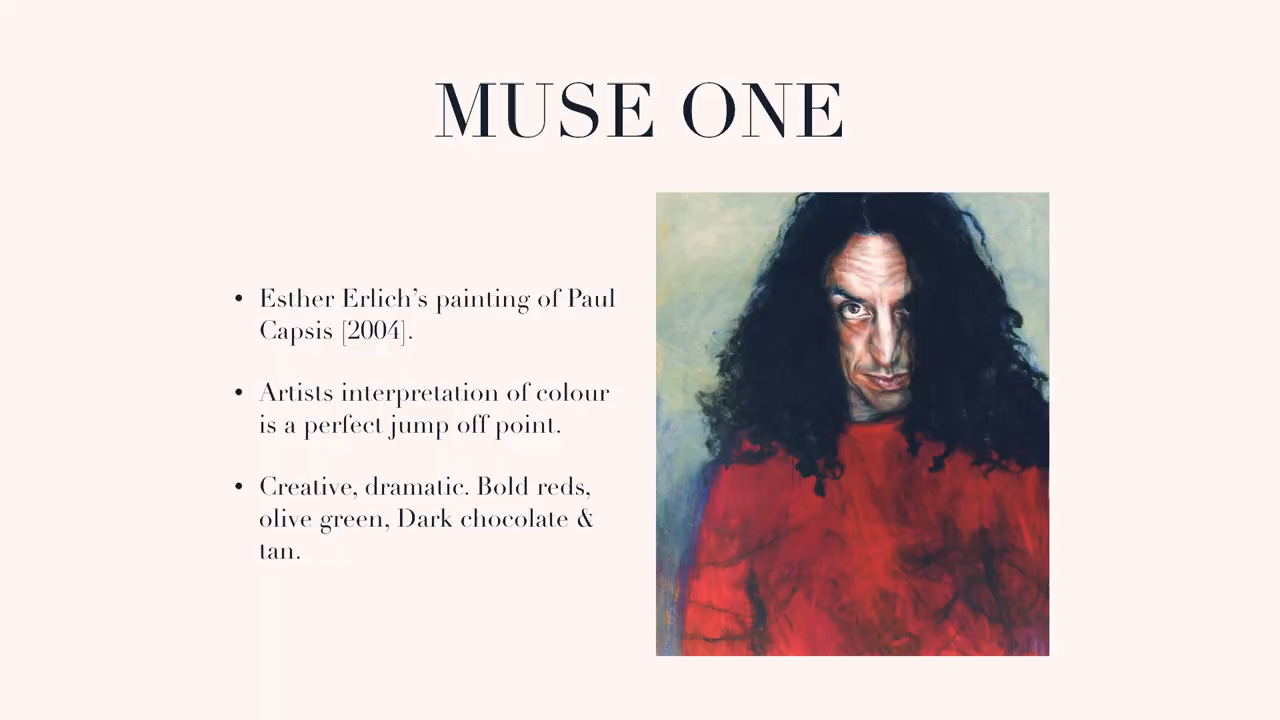 MUSE ONE
• Esther Erlich’s painting of Paul
Capsis [2004].
• Artists interpretation of colour
is a perfect jump off point.
• Creative, dramatic. Bold reds,
olive green, Dark chocolate &
tan.